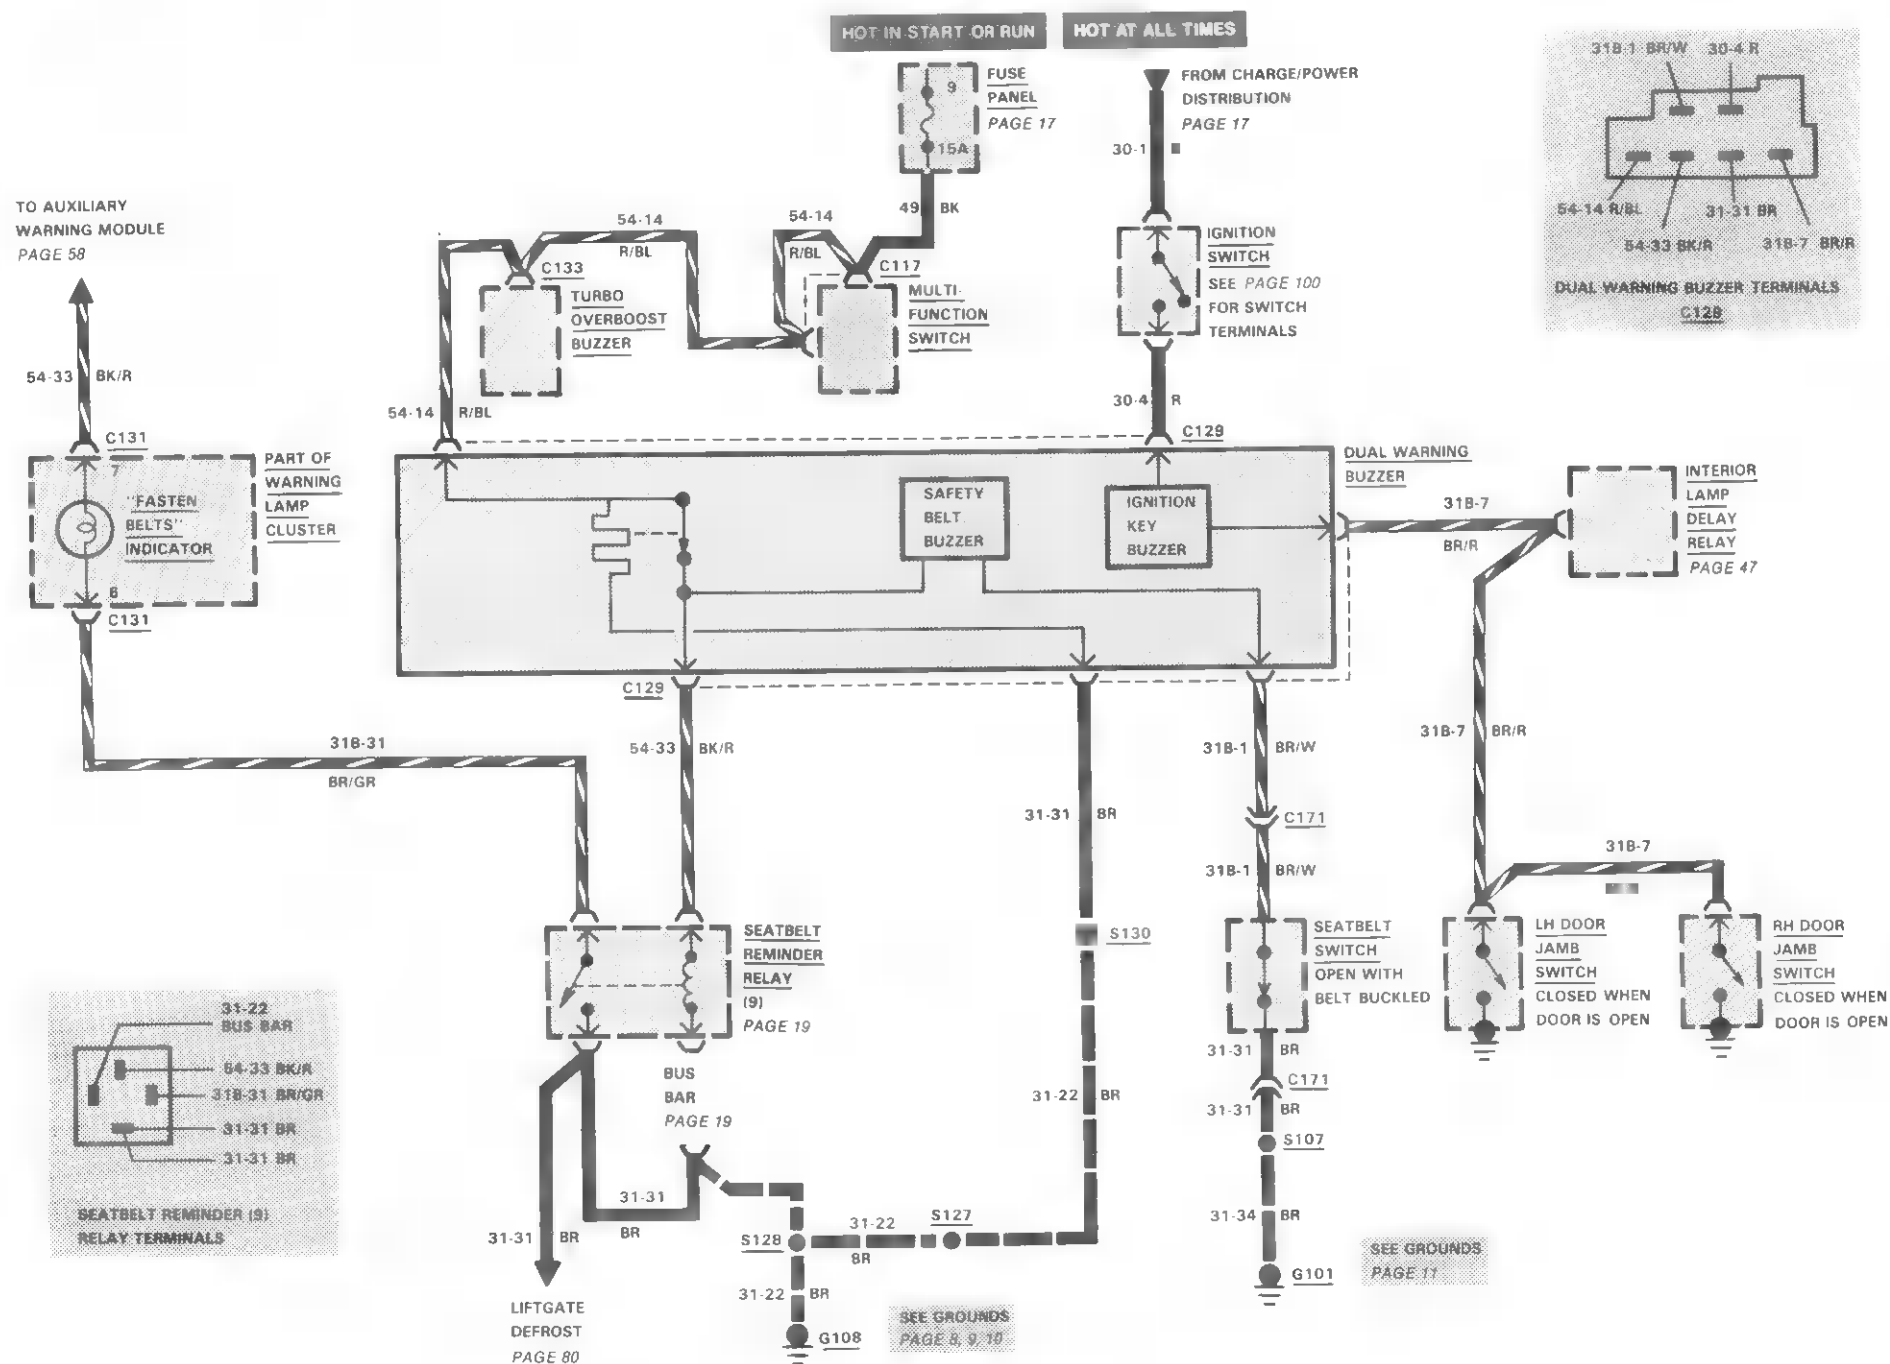 HOT IN START OR RUN
HOT AT ALL TIMES
FUSE
PANEL
PAGE 17
9
15A
49 BK
FROM CHARGE/POWER
DISTRIBUTION
PAGE 17
30-1
31B-1 BR/W 30-4 R
54-14 R/BL
31-31 BR
54-33 BK/R
31B-7 BR/R
DUAL WARNING BUZZER TERMINALS
C129
TO AUXILIARY
WARNING MODULE
PAGE 58
54-33 BK/R
54-14
R/BL
54-14
R/BL
C133
TURBO
OVERBOOST
BUZZER
C117
MULTI-
FUNCTION
SWITCH
IGNITION
SWITCH
SEE PAGE 100
FOR SWITCH
TERMINALS
54-14 R/BL
30-4 R
C129
C131
7
"FASTEN
BELTS"
INDICATOR
6
C131
PART OF
WARNING
LAMP
CLUSTER
SAFETY
BELT
BUZZER
IGNITION
KEY
BUZZER
DUAL WARNING
BUZZER
31B-7
BR/R
INTERIOR
LAMP
DELAY
RELAY
PAGE 47
C129
31B-31
BR/GR
54-33 BK/R
31-31 BR
31B-1 BR/W
C171
31B-1 BR/W
31B-7 BR/R
31B-7
SEATBELT
REMINDER
RELAY
(9)
PAGE 19
S130
SEATBELT
SWITCH
OPEN WITH
BELT BUCKLED
LH DOOR
JAMB
SWITCH
CLOSED WHEN
DOOR IS OPEN
RH DOOR
JAMB
SWITCH
CLOSED WHEN
DOOR IS OPEN
31-22
BUS BAR
54-33 BK/R
31B-31 BR/GR
31-31 BR
31-31 BR
SEATBELT REMINDER (9)
RELAY TERMINALS
BUS
BAR
PAGE 19
31-22 BR
31-31 BR
C171
31-31 BR
S107
31-34 BR
G101
31-31
BR
31-31 BR
S128
31-22
BR
S127
31-22 BR
G108
LIFTGATE
DEFROST
PAGE 80
SEE GROUNDS
PAGE 8, 9, 10
SEE GROUNDS
PAGE 11